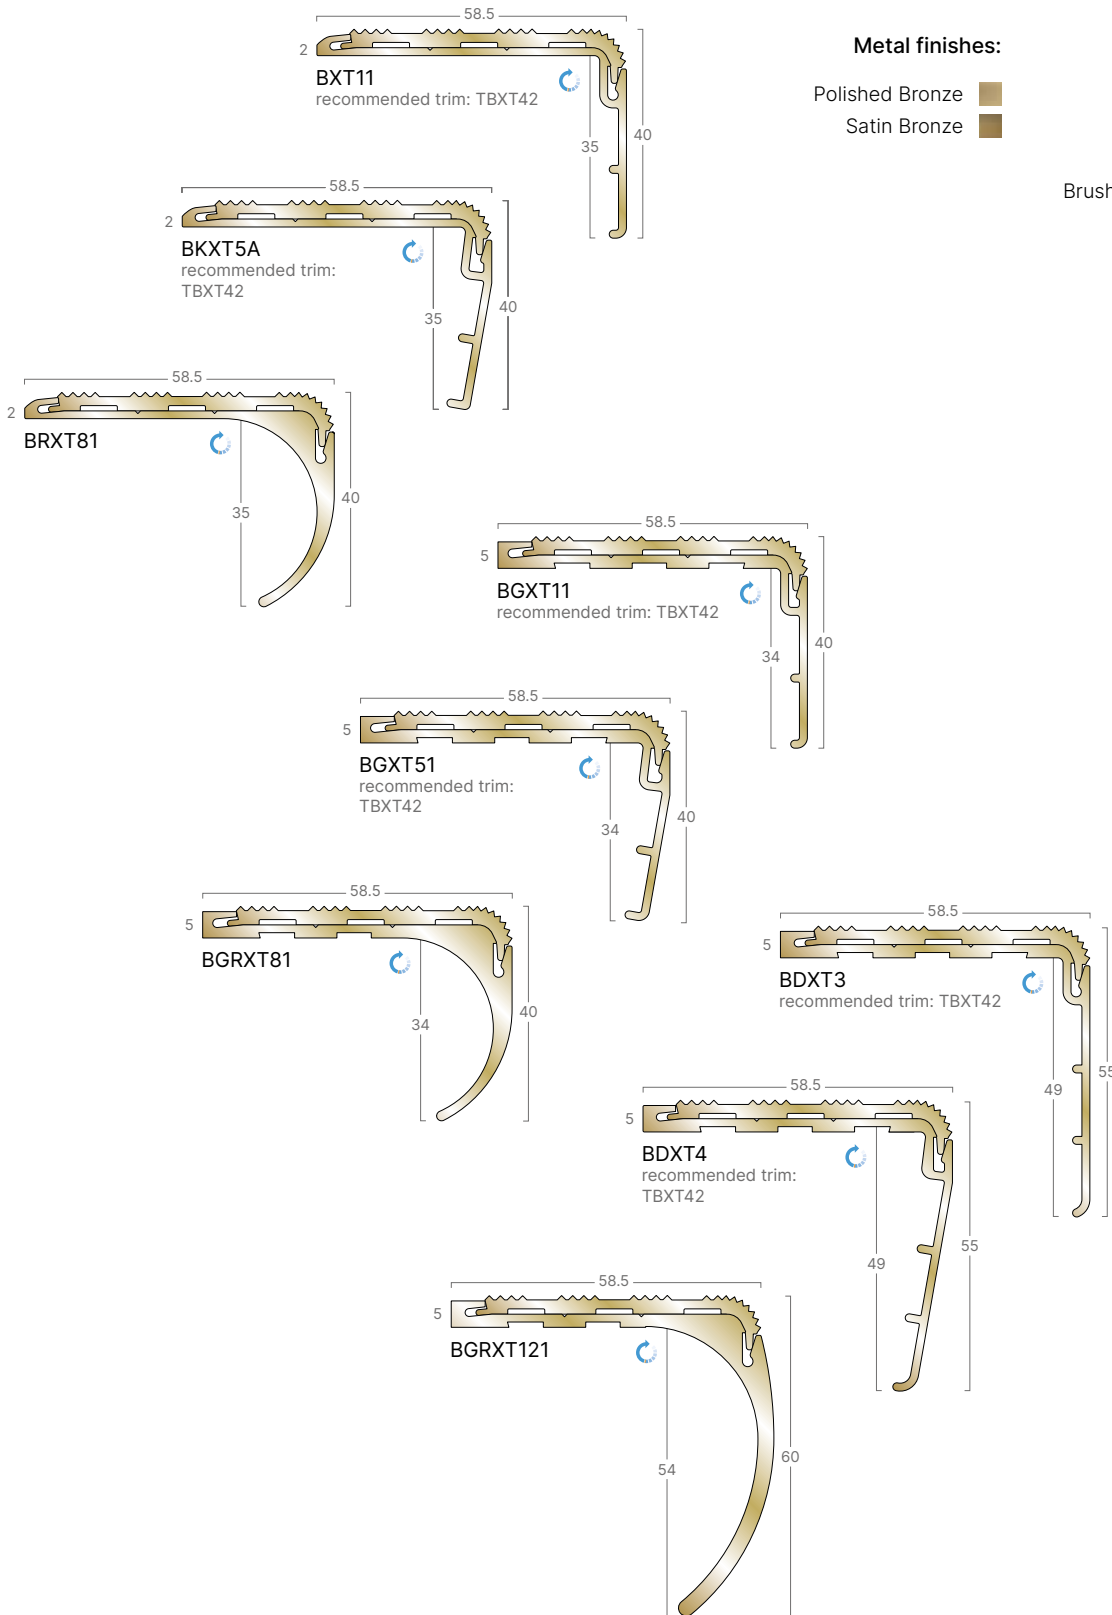 58.5
2
BXT11
recommended trim: TBXT42
35
40
Metal finishes:
Polished Bronze
Satin Bronze
Brush
58.5
2
BKXT5A
recommended trim:
TBXT42
35
40
58.5
2
BRXT81
35
40
58.5
5
BGXT11
recommended trim: TBXT42
34
40
58.5
5
BGXT51
recommended trim:
TBXT42
34
40
58.5
5
BGRXT81
34
40
58.5
5
BDXT3
recommended trim: TBXT42
49
55
58.5
5
BDXT4
recommended trim:
TBXT42
49
55
58.5
5
BGRXT121
54
60